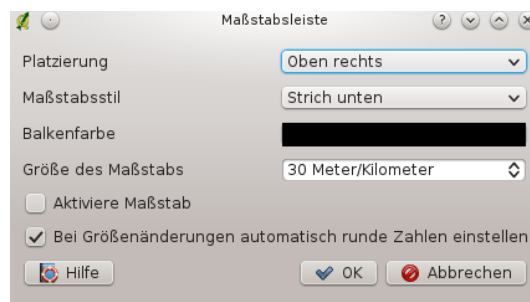 Maßstabsleiste
Platzierung Oben rechts
Maßstabsstil Strich unten
Balkenfarbe
Größe des Maßstabs 30 Meter/Kilometer
Aktiviere Maßstab
Bei Größenänderungen automatisch runde Zahlen einstellen
Hilfe OK Abbrechen